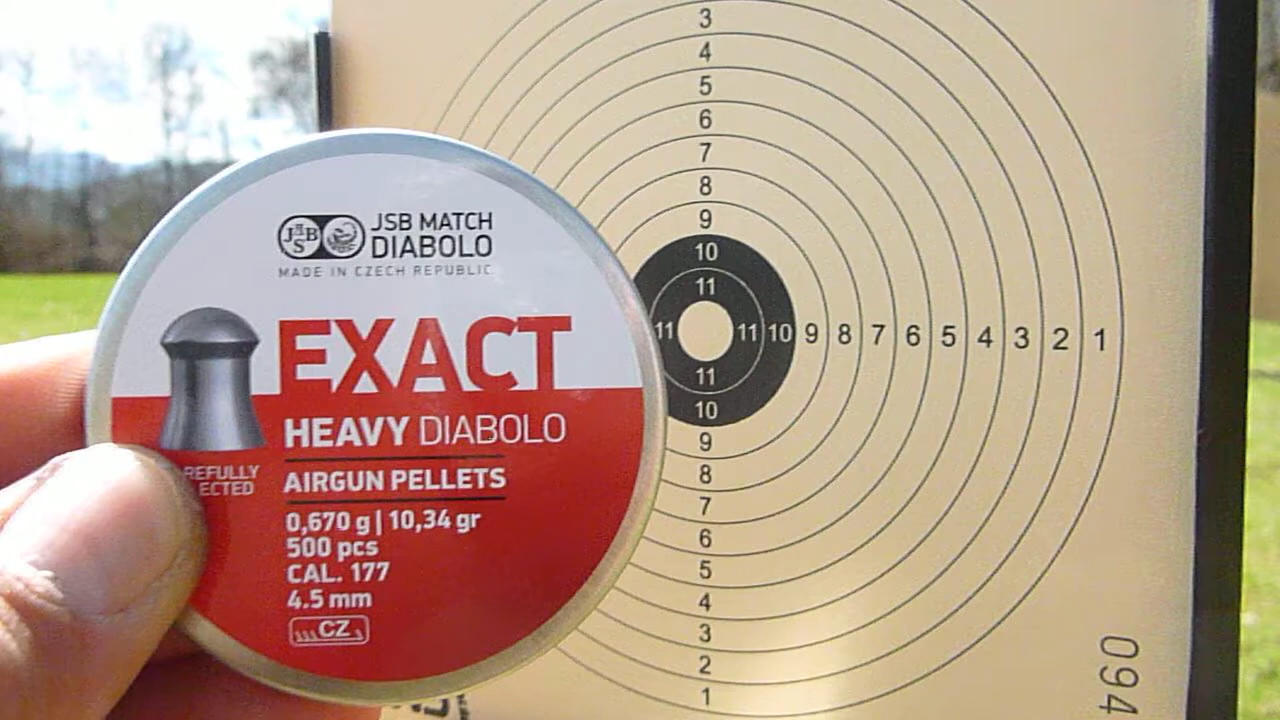 JSB
JSB MATCH
DIABOLO
MADE IN CZECH REPUBLIC
EXACT
HEAVY DIABOLO
REFULLY
ECTED
AIRGUN PELLETS
0,670 g | 10,34 gr
500 pcs
CAL. 177
4.5 mm
CZ
3
4
5
6
7
8
9
10
11
11 11 10 9 8 7 6 5 4 3 2 1
11
10
9
8
7
6
5
4
3
2
1
094